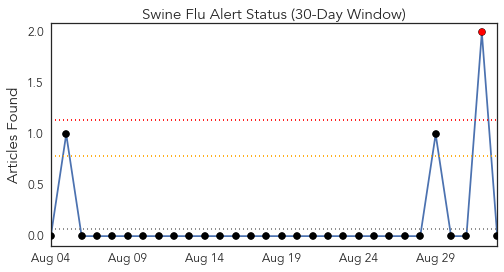 Swine Flu Alert Status (30-Day Window)
Articles Found
2.0
1.5
1.0
0.5
0.0
Aug 04 Aug 09 Aug 14 Aug 19 Aug 24 Aug 29